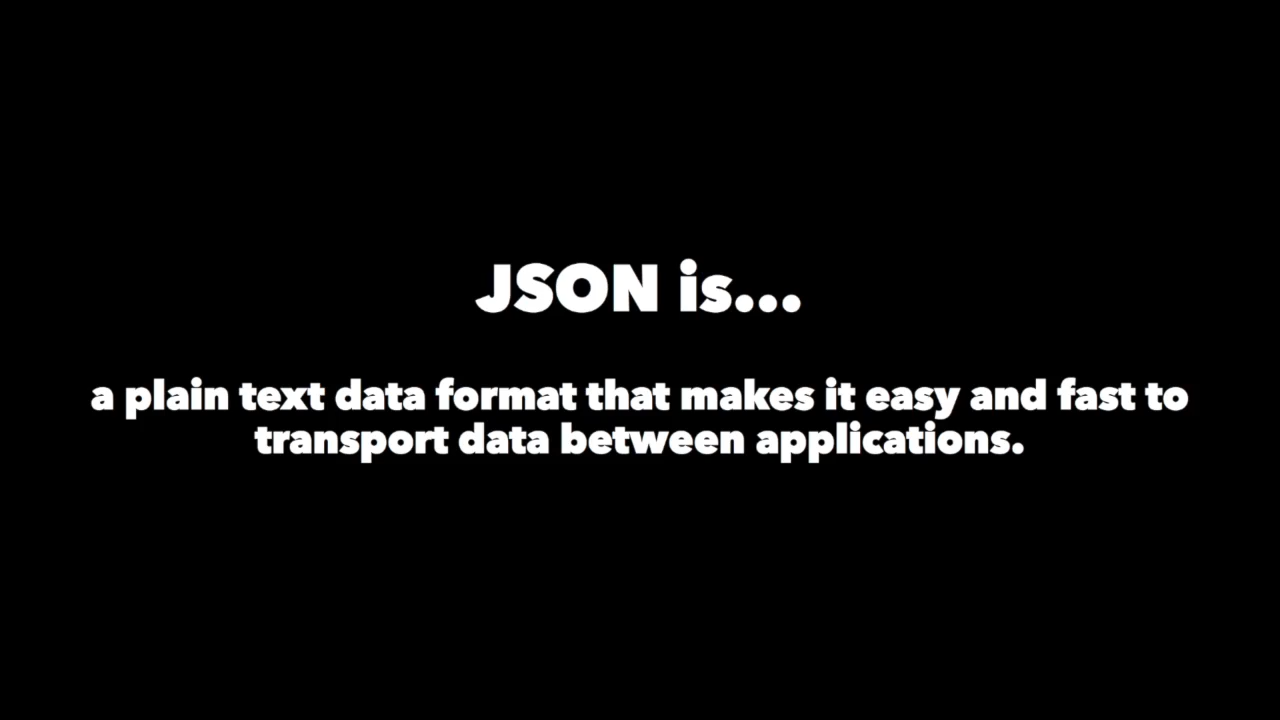 JSON is...
a plain text data format that makes it easy and fast to
transport data between applications.